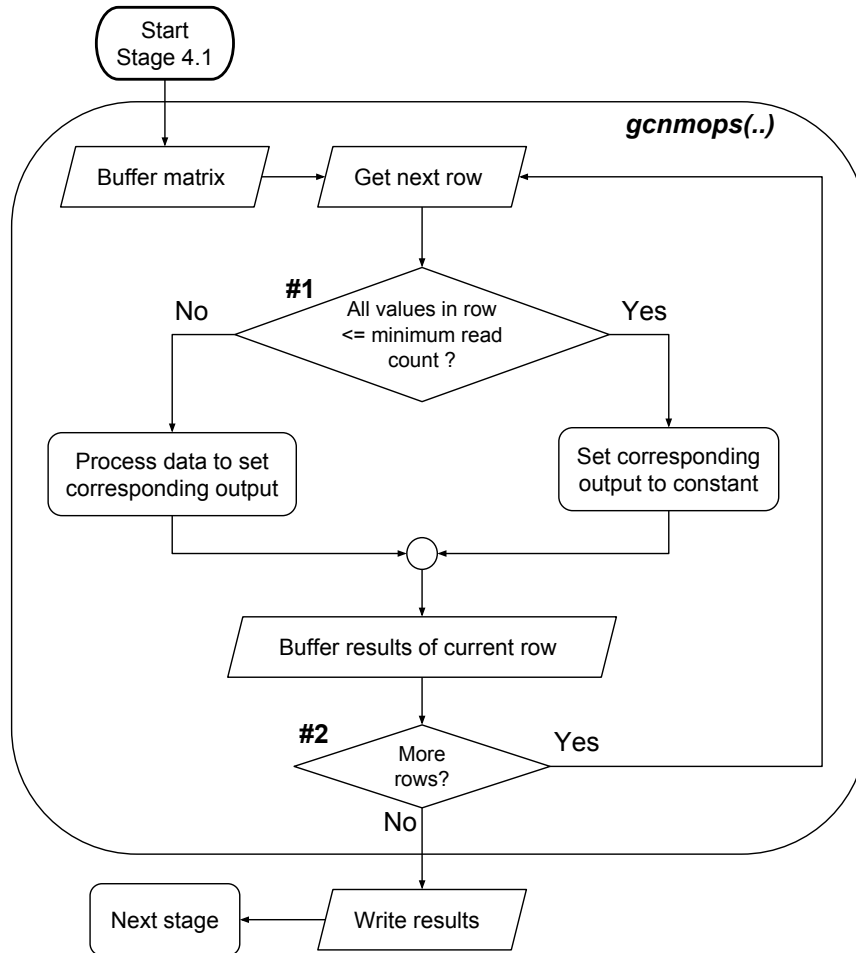 Start
Stage 4.1
gcnmops(..)
Buffer matrix
Get next row
#1
No
All values in row
<= minimum read
count ?
Yes
Process data to set
corresponding output
Set corresponding
output to constant
Buffer results of current row
#2
More
rows?
Yes
No
Next stage
Write results